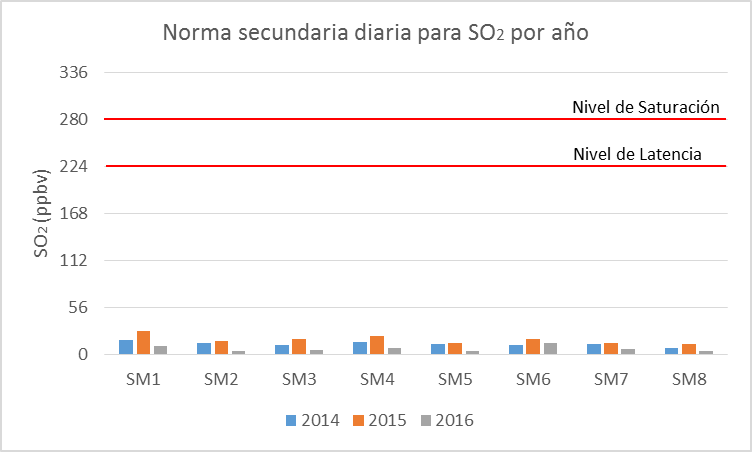 Norma secundaria diaria para SO₂ por año
336
280
224
168
112
56
0
SO₂ (ppbv)
Nivel de Saturación
Nivel de Latencia
SM1 SM2 SM3 SM4 SM5 SM6 SM7 SM8
2014 2015 2016